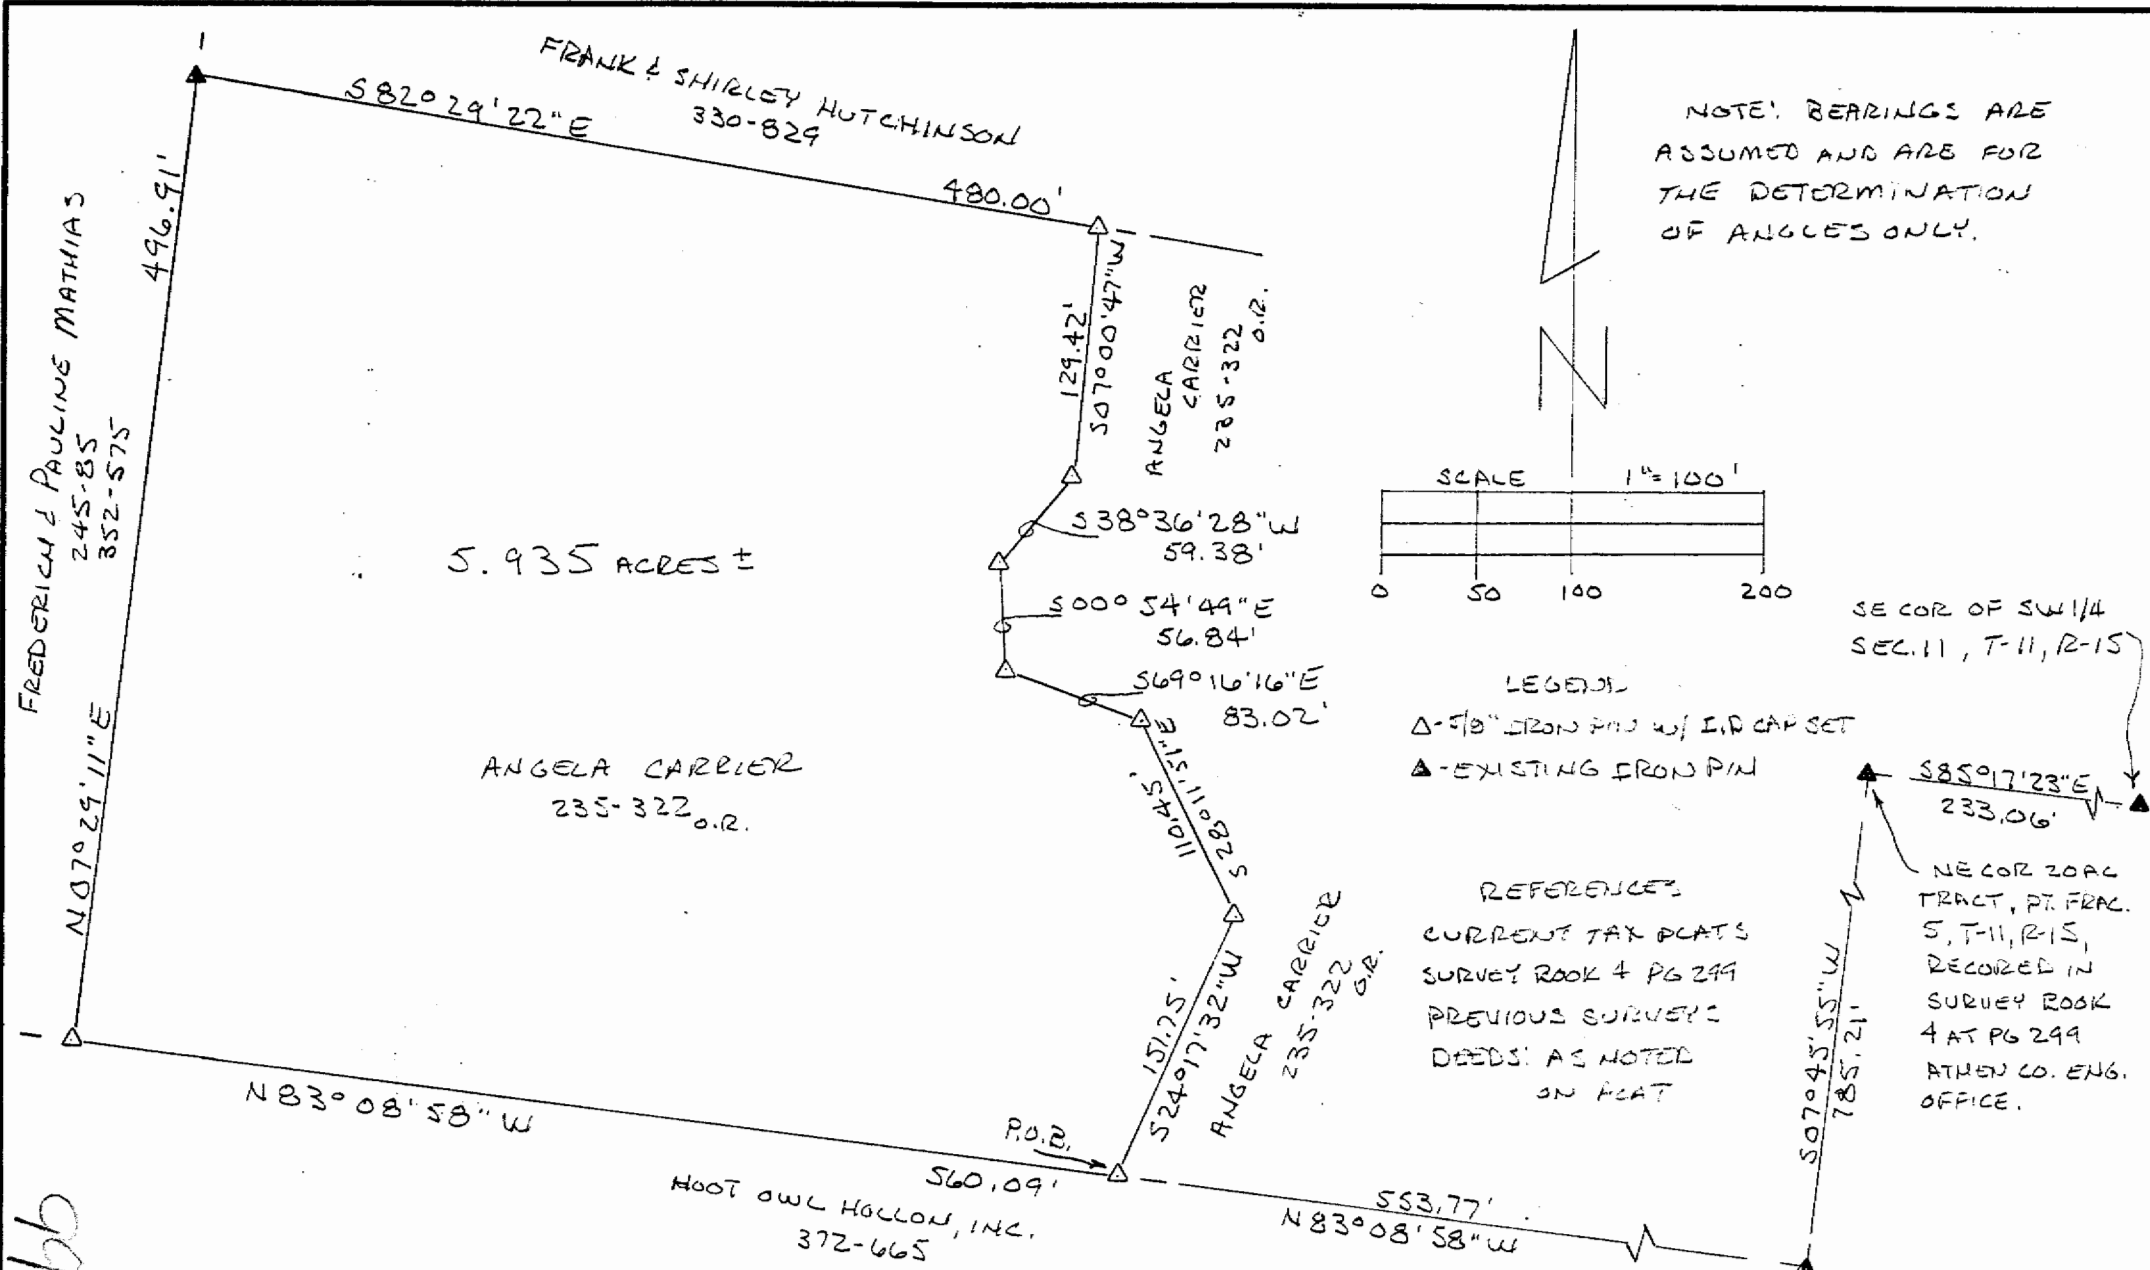 FRANK & SHIRLEY HUTCHINSON
330-829
S82°29'22"E
480.00'
NOTE: BEARINGS ARE
ASSUMED AND ARE FOR
THE DETERMINATION
OF ANGLES ONLY.
FREDERICH & PAULINE MATHIAS
245-85
352-575
496.91'
N07°29'11"E
129.42'
S07°00'47"W
ANGELA
CARRIER
235-322
O.R.
N
SCALE 1"=100'
0 50 100 200
S38°36'28"W
59.38'
5.935 ACRES ±
S00°54'49"E
56.84'
S69°16'16"E
83.02'
SE COR OF SW 1/4
SEC. 11, T-11, R-15
LEGEND
△-5/8" IRON PIN W/ I.D CAP SET
▲-EXISTING IRON PIN
ANGELA CARRIER
235-322 O.R.
110.45'
S28°11'51"E
S85°17'23"E
233.06'
NE COR 20AC
TRACT, PT. FRAC.
5, T-11, R-15,
RECORED IN
SURVEY BOOK
4 AT PG 299
ATHEN CO. ENG.
OFFICE.
REFERENCES
CURRENT TAX PLATS
SURVEY BOOK 4 PG 299
PREVIOUS SURVEYS
DEEDS: AS NOTED
ON PLAT
151.75'
S24°17'32"W
ANGELA CARRIER
235-322
O.R.
S07°45'55"W
785.21'
N83°08'58"W
P.O.B.
560.09'
HOOT OWL HOLLON, INC.
372-665
553.77'
N83°08'58"W